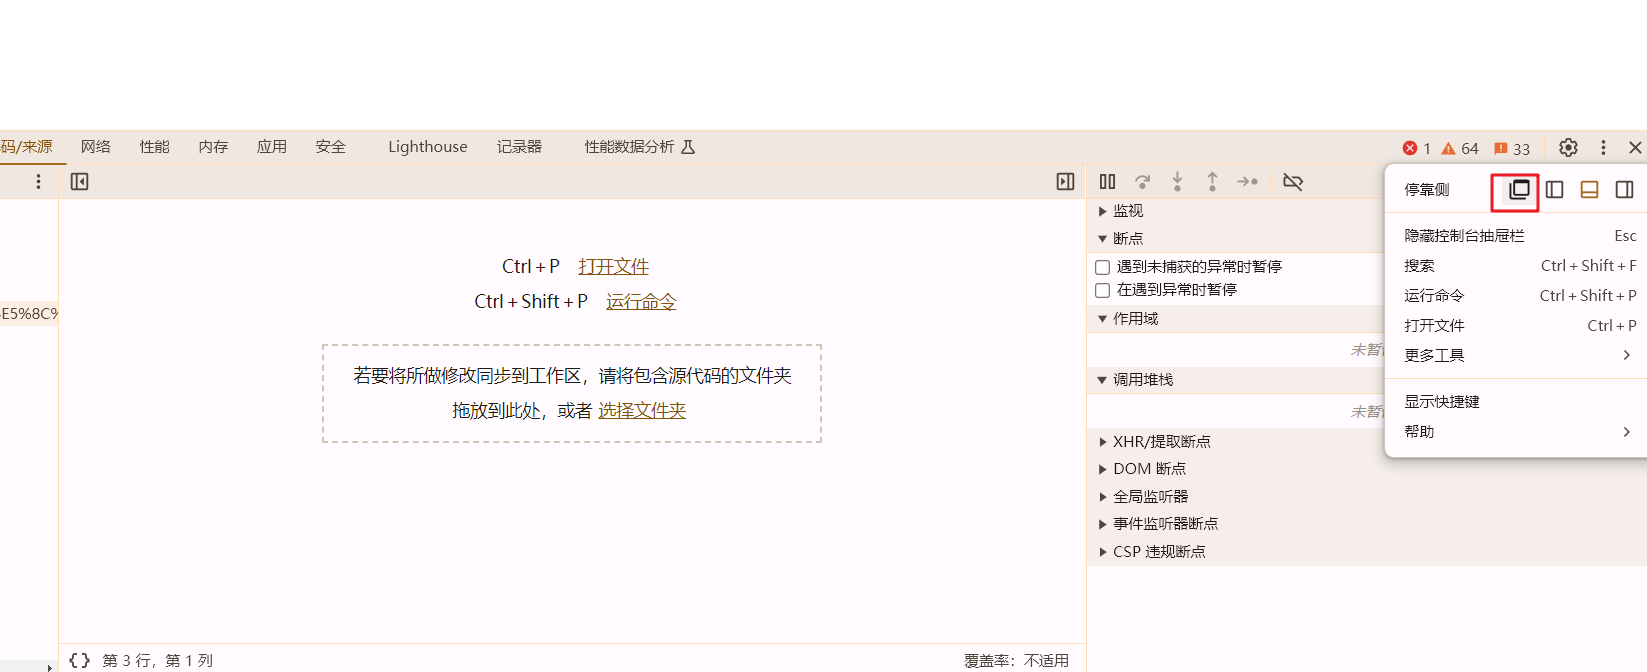 码/来源 网络 性能 内存 应用 安全 Lighthouse 记录器 性能数据分析 1 64 33
停靠侧
监视
断点
隐藏控制台抽屉栏 Esc
Ctrl + P 打开文件
遇到未捕获的异常时暂停
搜索 Ctrl + Shift + F
在遇到异常时暂停
运行命令 Ctrl + Shift + P
Ctrl + Shift + P 运行命令
E5%8C%
作用域
打开文件 Ctrl + P
未暂
更多工具
若要将所做修改同步到工作区，请将包含源代码的文件夹
调用堆栈
显示快捷键
拖放到此处，或者 选择文件夹
未暂
帮助
XHR/提取断点
DOM 断点
全局监听器
事件监听器断点
CSP 违规断点
{} 第 3 行，第 1 列 覆盖率：不适用